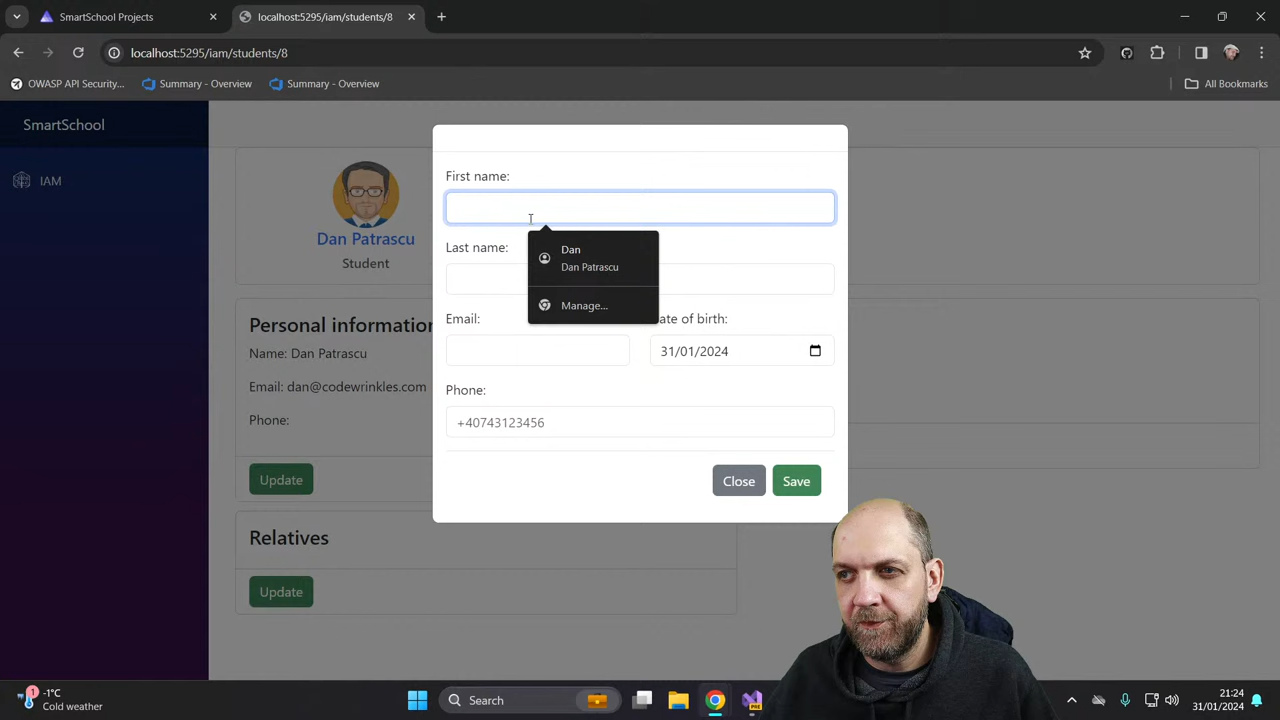 SmartSchool Projects
localhost:5295/iam/students/8
localhost:5295/iam/students/8
OWASP API Security...
Summary - Overview
Summary - Overview
All Bookmarks
SmartSchool
IAM
Dan Patrascu
Student
Personal information
Name: Dan Patrascu
Email: dan@codewrinkles.com
Phone:
Update
Relatives
Update
First name:
Dan
Dan Patrascu
Manage...
Last name:
Email:
ate of birth:
31/01/2024
Phone:
+40743123456
Close
Save
1
-1°C
Cold weather
Search
PRE
21:24
31/01/2024